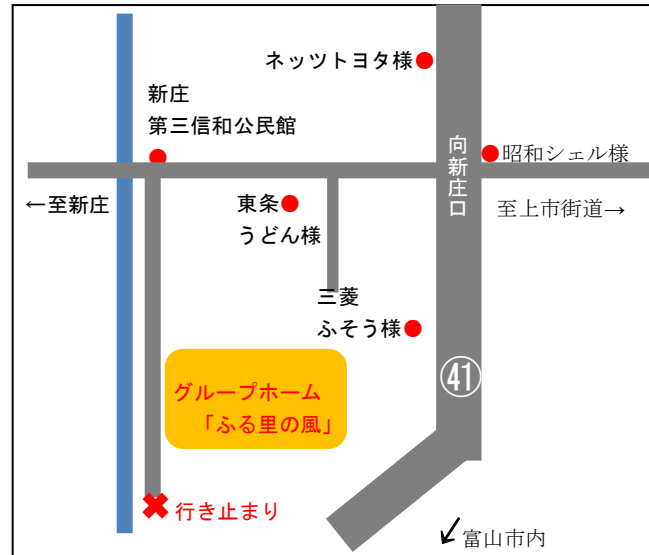 ネッツトヨタ様
新庄
第三信和公民館
向新庄口
昭和シェル様
←至新庄
東条
うどん様
至上市街道→
三菱
ふそう様
㊶
グループホーム
「ふる里の風」
行き止まり
富山市内